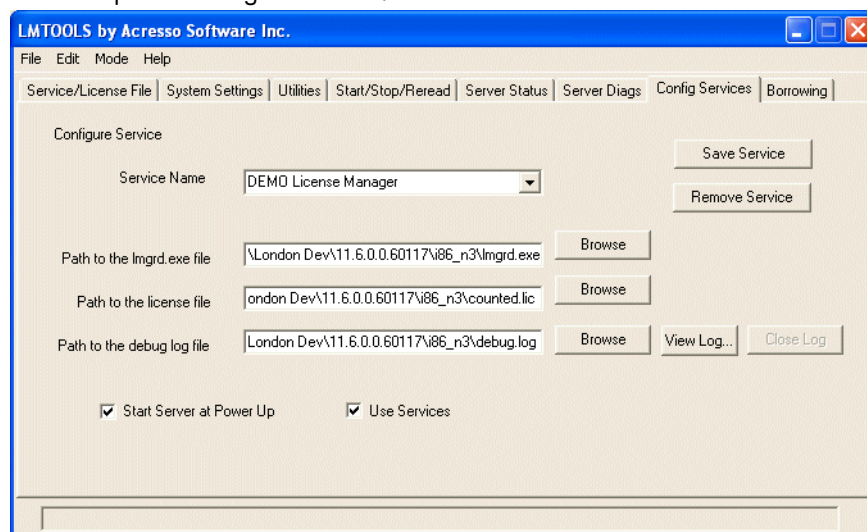 LMTOOLS by Acresso Software Inc.
File Edit Mode Help
Service/License File System Settings Utilities Start/Stop/Reread Server Status Server Diags Config Services Borrowing
Configure Service
Save Service
Service Name DEMO License Manager
Remove Service
Path to the lmgrd.exe file \London Dev\11.6.0.0.60117\i86_n3\lmgrd.exe Browse
Path to the license file ondon Dev\11.6.0.0.60117\i86_n3\counted.lic Browse
Path to the debug log file London Dev\11.6.0.0.60117\i86_n3\debug.log Browse View Log... Close Log
Start Server at Power Up Use Services